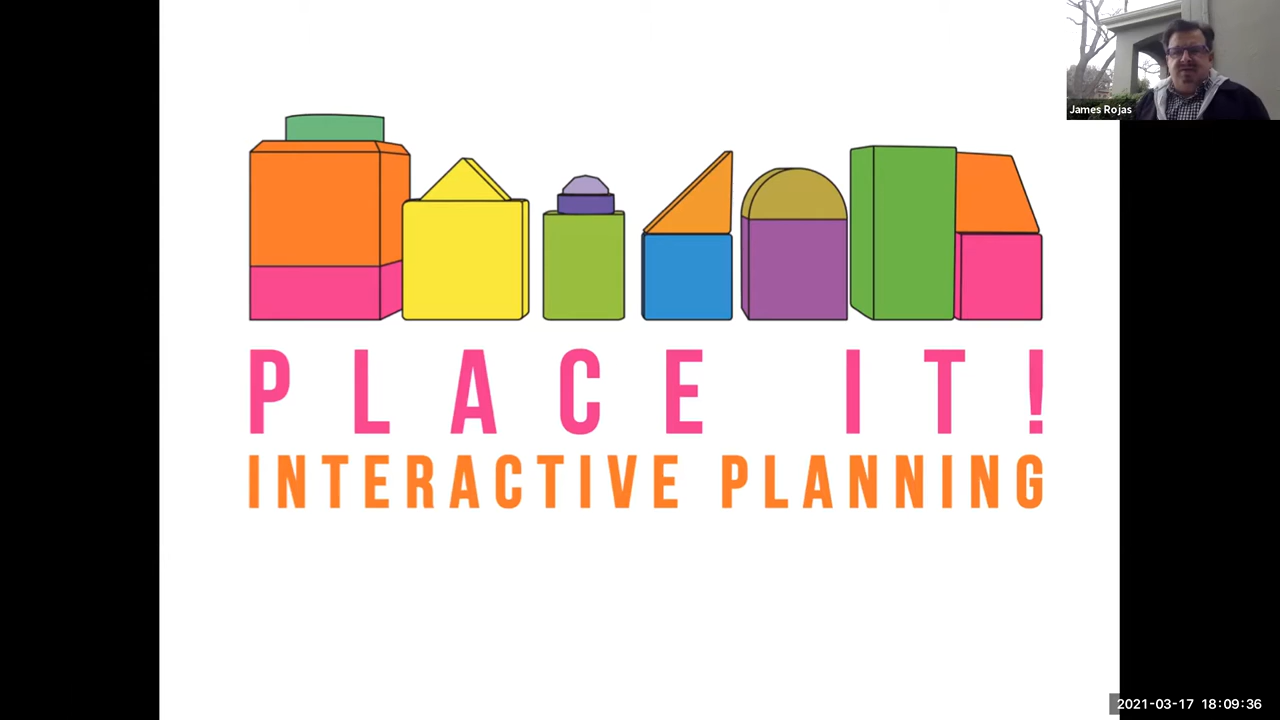 James Rojas
PLACE IT!
INTERACTIVE PLANNING
2021-03-17 18:09:36